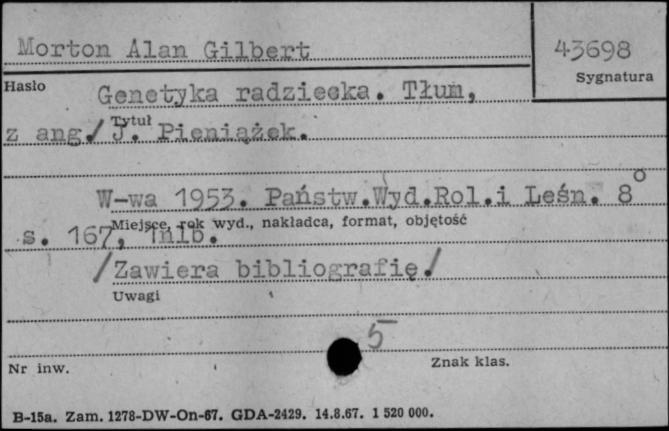 Morton Alan Gilbert
43698
Hasło
Sygnatura
Genetyka radziecka. Tłum,
Tytuł
z ang./ J. Pieniążek.
W-wa 1953. Państw.Wyd.Rol.i Leśn. 8°
Miejsce, rok wyd., nakładca, format, objętość
s. 167, 1nlb.
/Zawiera bibliografię./
Uwagi
5
Nr inw.
Znak klas.
B-15a. Zam. 1278-DW-On-67. GDA-2429. 14.8.67. 1 520 000.